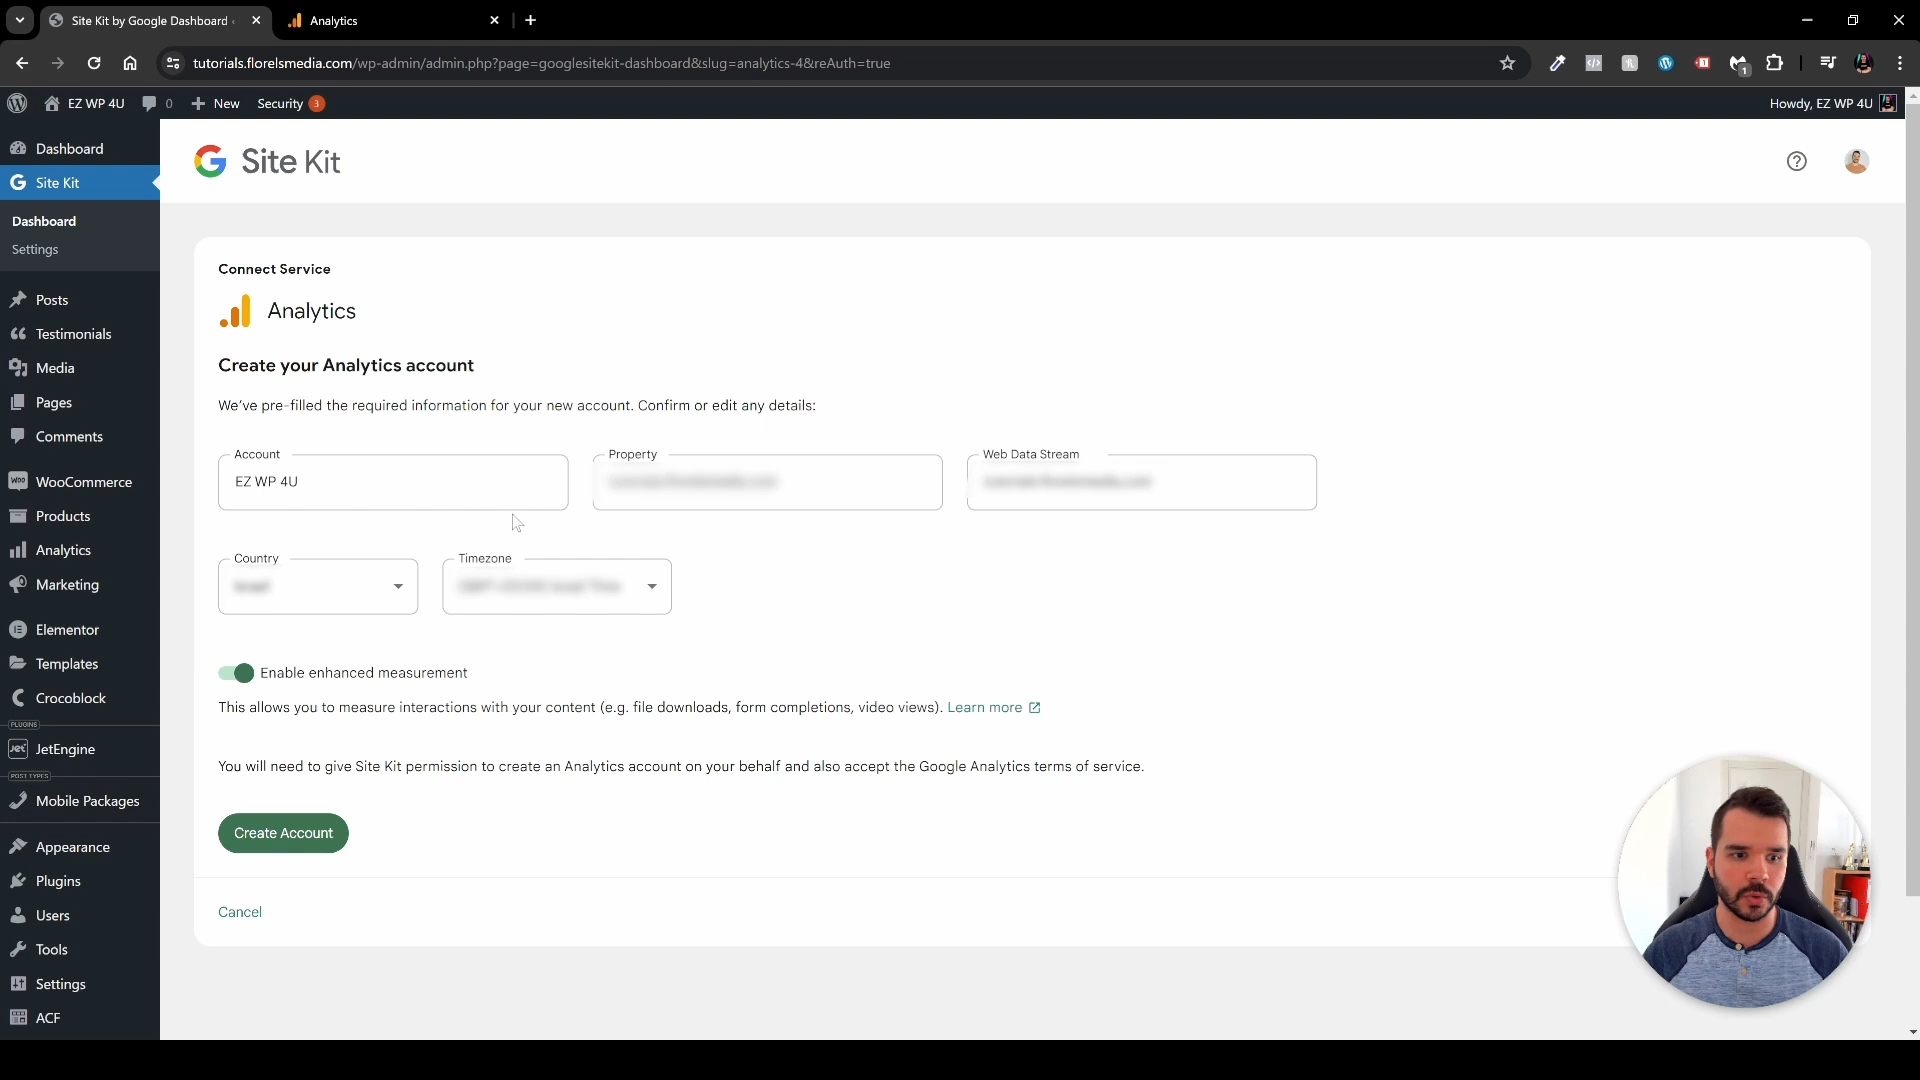 Site Kit by Google Dashboard
Analytics
tutorials.florelsmedia.com/wp-admin/admin.php?page=googlesitekit-dashboard&slug=analytics-4&reAuth=true
1
EZ WP 4U
0
New
Security
3
Howdy, EZ WP 4U
Dashboard
Site Kit
Dashboard
Settings
Posts
Testimonials
Media
Pages
Comments
Woo
WooCommerce
Products
Analytics
Marketing
Elementor
Templates
Crocoblock
PLUGINS
Jet
JetEngine
POST TYPES
Mobile Packages
Appearance
Plugins
Users
Tools
Settings
ACF
Site Kit
Connect Service
Analytics
Create your Analytics account
We've pre-filled the required information for your new account. Confirm or edit any details:
Account
EZ WP 4U
Property
Web Data Stream
Country
Timezone
Enable enhanced measurement
This allows you to measure interactions with your content (e.g. file downloads, form completions, video views). Learn more
You will need to give Site Kit permission to create an Analytics account on your behalf and also accept the Google Analytics terms of service.
Create Account
Cancel